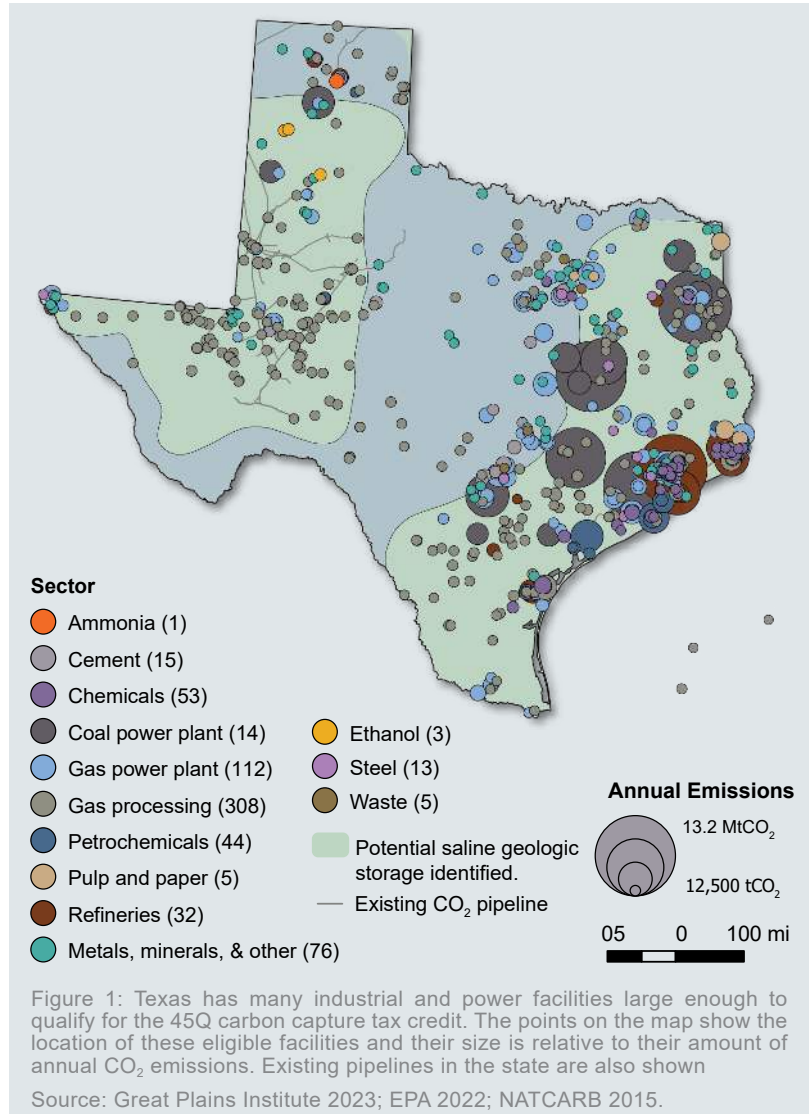 Sector
Ammonia (1)
Cement (15)
Chemicals (53)
Coal power plant (14)
Gas power plant (112)
Gas processing (308)
Petrochemicals (44)
Pulp and paper (5)
Refineries (32)
Metals, minerals, & other (76)
Ethanol (3)
Steel (13)
Waste (5)
Potential saline geologic
storage identified.
Existing CO₂ pipeline
Annual Emissions
13.2 MtCO₂
12,500 tCO₂
05 0 100 mi
Figure 1: Texas has many industrial and power facilities large enough to
qualify for the 45Q carbon capture tax credit. The points on the map show the
location of these eligible facilities and their size is relative to their amount of
annual CO₂ emissions. Existing pipelines in the state are also shown
Source: Great Plains Institute 2023; EPA 2022; NATCARB 2015.